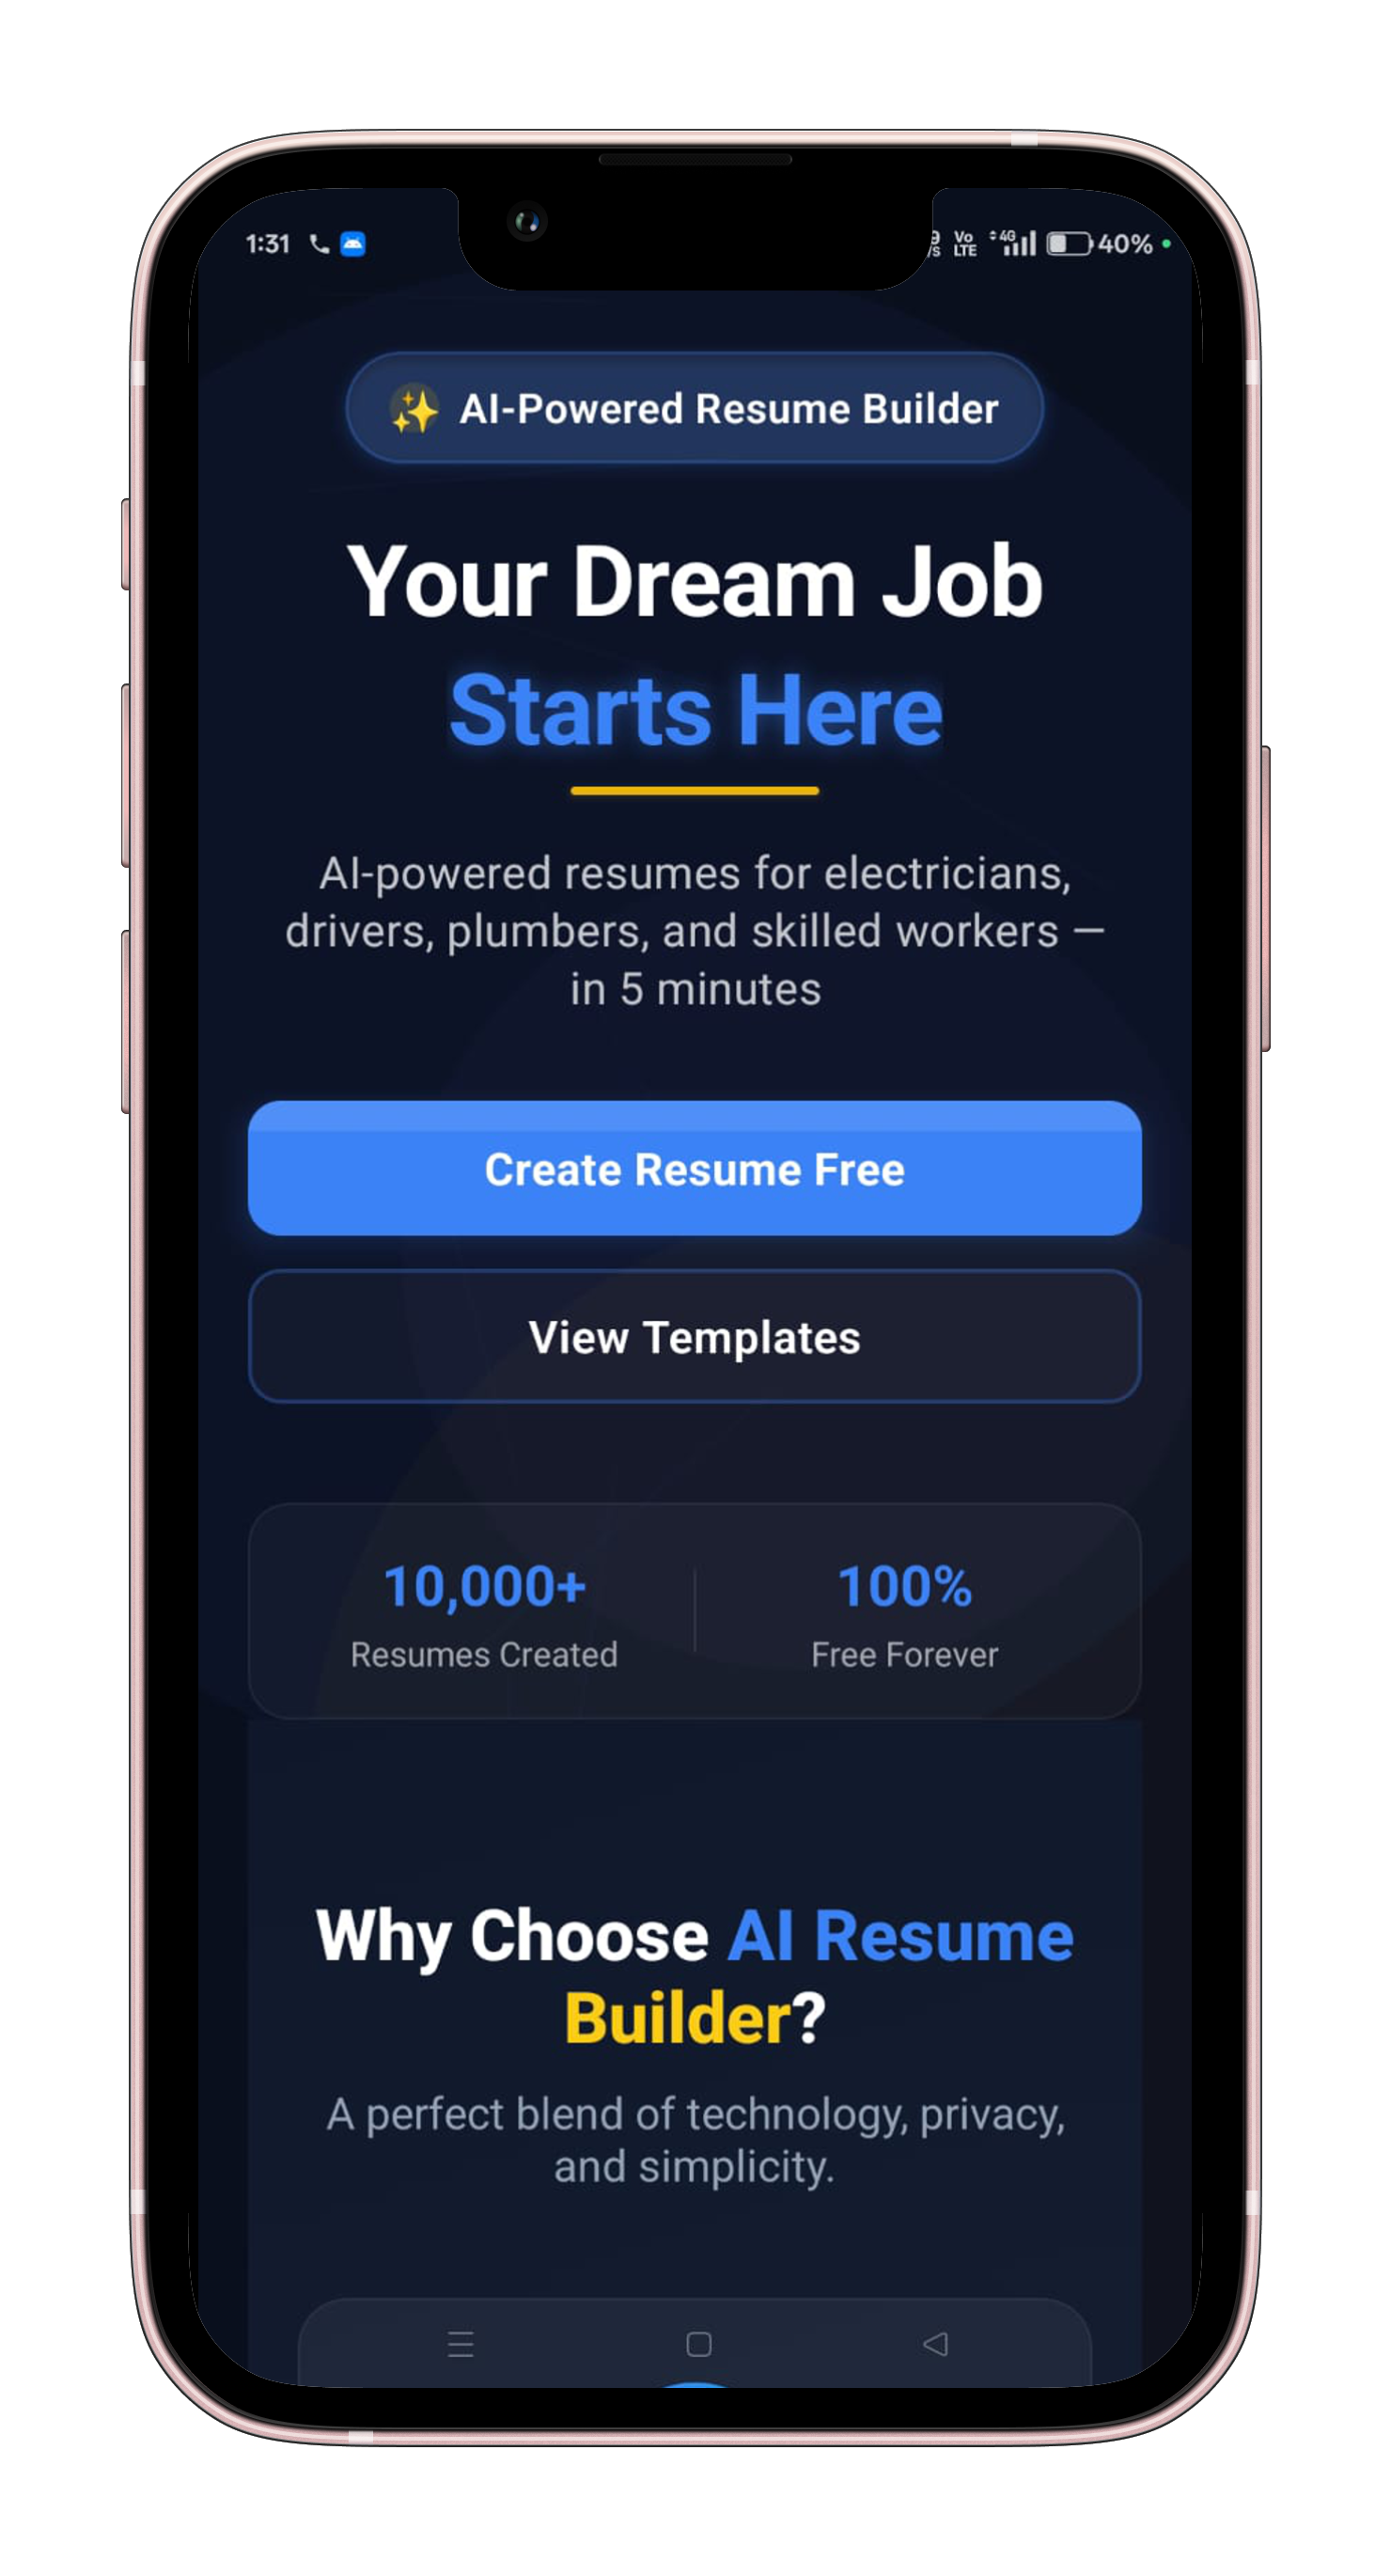 1:31
Vo
LTE
4G
40%
AI-Powered Resume Builder
Your Dream Job
Starts Here
AI-powered resumes for electricians,
drivers, plumbers, and skilled workers —
in 5 minutes
Create Resume Free
View Templates
10,000+
Resumes Created
100%
Free Forever
Why Choose AI Resume
Builder?
A perfect blend of technology, privacy,
and simplicity.